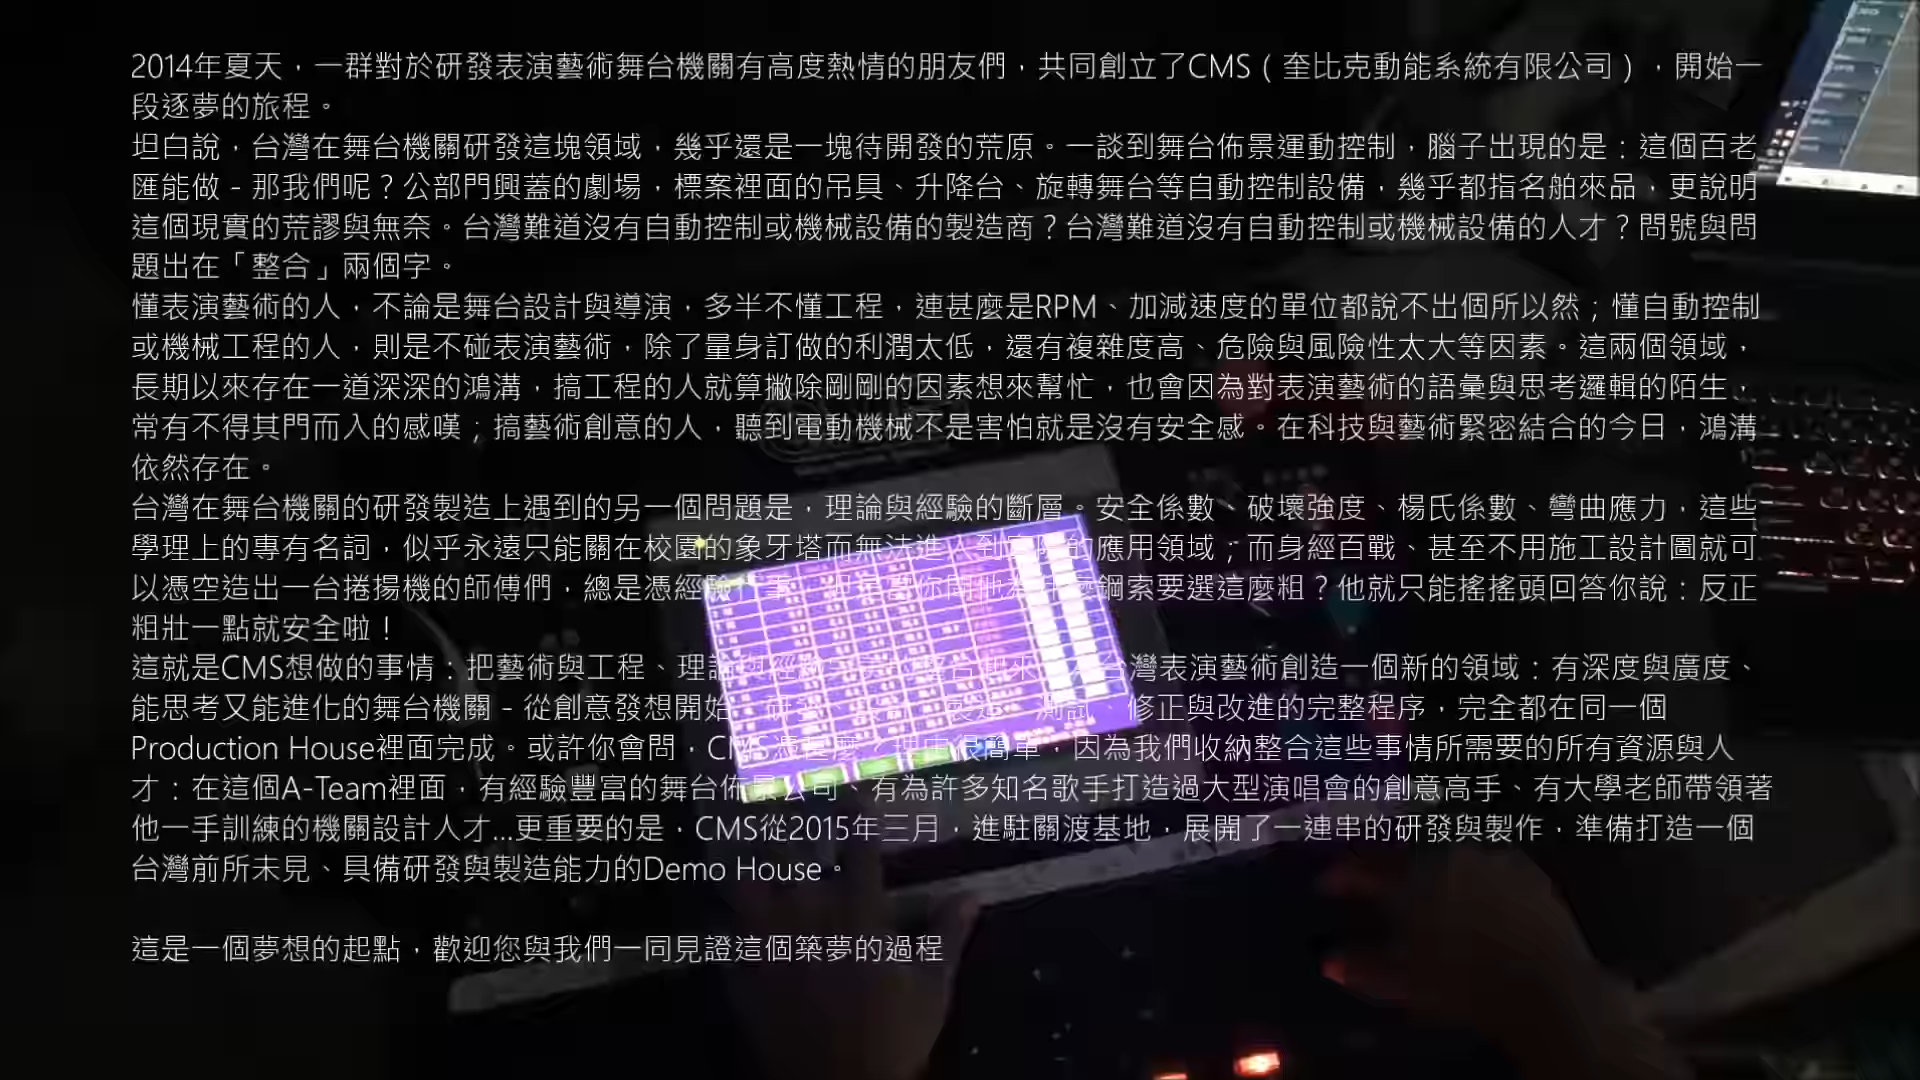 2014年夏天，一群對於研發表演藝術舞台機關有高度熱情的朋友們，共同創立了CMS（奎比克動能系統有限公司），開始一
段逐夢的旅程。
坦白說，台灣在舞台機關研發這塊領域，幾乎還是一塊待開發的荒原。一談到舞台佈景運動控制，腦子出現的是：這個百老
匯能做－那我們呢？公部門興蓋的劇場，標案裡面的吊具、升降台、旋轉舞台等自動控制設備，幾乎都指名舶來品，更說明
這個現實的荒謬與無奈。台灣難道沒有自動控制或機械設備的製造商？台灣難道沒有自動控制或機械設備的人才？問號與問
題出在「整合」兩個字。
懂表演藝術的人，不論是舞台設計與導演，多半不懂工程，連甚麼是RPM、加減速度的單位都說不出個所以然；懂自動控制
或機械工程的人，則是不碰表演藝術，除了量身訂做的利潤太低，還有複雜度高、危險與風險性太大等因素。這兩個領域，
長期以來存在一道深深的鴻溝，搞工程的人就算撇除剛剛的因素想來幫忙，也會因為對表演藝術的語彙與思考邏輯的陌生，
常有不得其門而入的感嘆；搞藝術創意的人，聽到電動機械不是害怕就是沒有安全感。在科技與藝術緊密結合的今日，鴻溝
依然存在。
台灣在舞台機關的研發製造上遇到的另一個問題是，理論與經驗的斷層。安全係數、破壞強度、楊氏係數、彎曲應力，這些
學理上的專有名詞，似乎永遠只能關在校園的象牙塔而無法進入到實際的應用領域；而身經百戰、甚至不用施工設計圖就可
以憑空造出一台捲揚機的師傅們，總是憑經驗行事，但是當你問他為什麼鋼索要選這麼粗？他就只能搖搖頭回答你說：反正
粗壯一點就安全啦！
這就是CMS想做的事情：把藝術與工程、理論與經驗 整合起來 台灣表演藝術創造一個新的領域：有深度與廣度、
能思考又能進化的舞台機關－從創意發想開始、研發、設計、製造、測試、修正與改進的完整程序，完全都在同一個
Production House裡面完成。或許你會問，CMS憑甚麼？理由很簡單，因為我們收納整合這些事情所需要的所有資源與人
才：在這個A-Team裡面，有經驗豐富的舞台佈景公司、有為許多知名歌手打造過大型演唱會的創意高手、有大學老師帶領著
他一手訓練的機關設計人才...更重要的是，CMS從2015年三月，進駐關渡基地，展開了一連串的研發與製作，準備打造一個
台灣前所未見、具備研發與製造能力的Demo House。
這是一個夢想的起點，歡迎您與我們一同見證這個築夢的過程